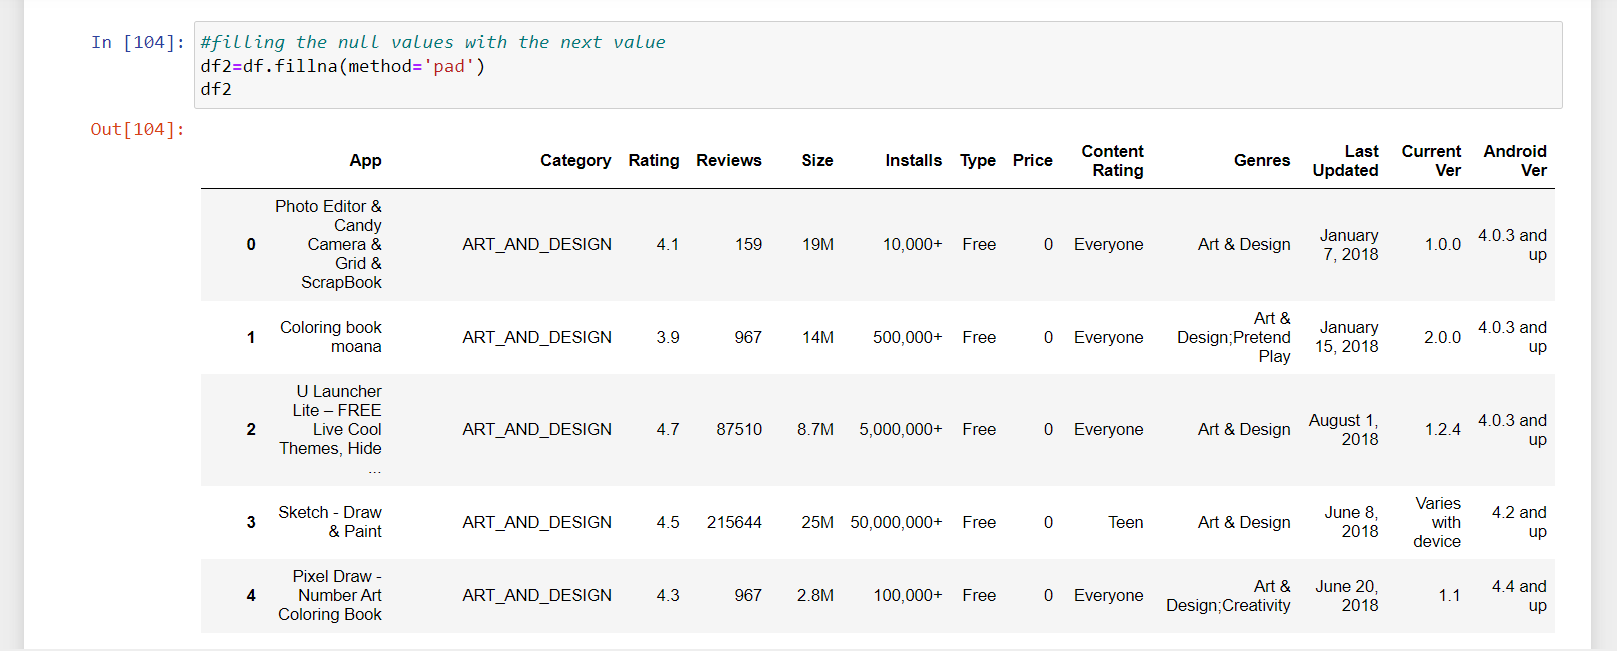 In [104]: #filling the null values with the next value
df2=df.fillna(method='pad')
df2
Out[104]:
App Category Rating Reviews Size Installs Type Price Content Rating Genres Last Updated Current Ver Android Ver
0 Photo Editor & Candy Camera & Grid & ScrapBook ART_AND_DESIGN 4.1 159 19M 10,000+ Free 0 Everyone Art & Design January 7, 2018 1.0.0 4.0.3 and up
1 Coloring book moana ART_AND_DESIGN 3.9 967 14M 500,000+ Free 0 Everyone Art & Design;Pretend Play January 15, 2018 2.0.0 4.0.3 and up
2 U Launcher Lite – FREE Live Cool Themes, Hide ... ART_AND_DESIGN 4.7 87510 8.7M 5,000,000+ Free 0 Everyone Art & Design August 1, 2018 1.2.4 4.0.3 and up
3 Sketch - Draw & Paint ART_AND_DESIGN 4.5 215644 25M 50,000,000+ Free 0 Teen Art & Design June 8, 2018 Varies with device 4.2 and up
4 Pixel Draw - Number Art Coloring Book ART_AND_DESIGN 4.3 967 2.8M 100,000+ Free 0 Everyone Art & Design;Creativity June 20, 2018 1.1 4.4 and up